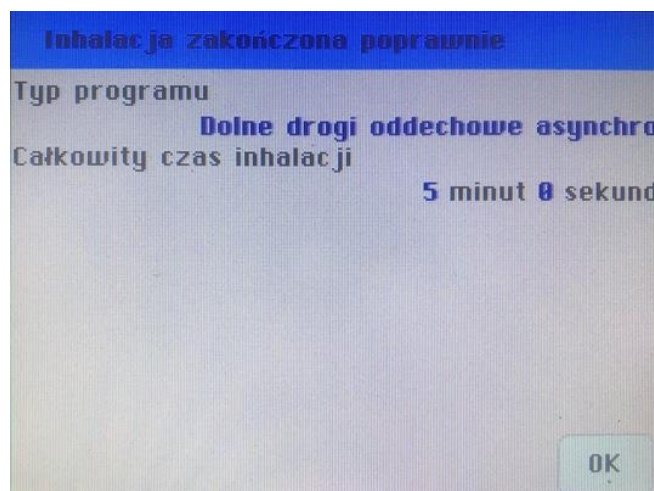 Inhalacja zakończona poprawnie
Typ programu
Dolne drogi oddechowe asynchro
Całkowity czas inhalacji
5 minut 0 sekund
OK